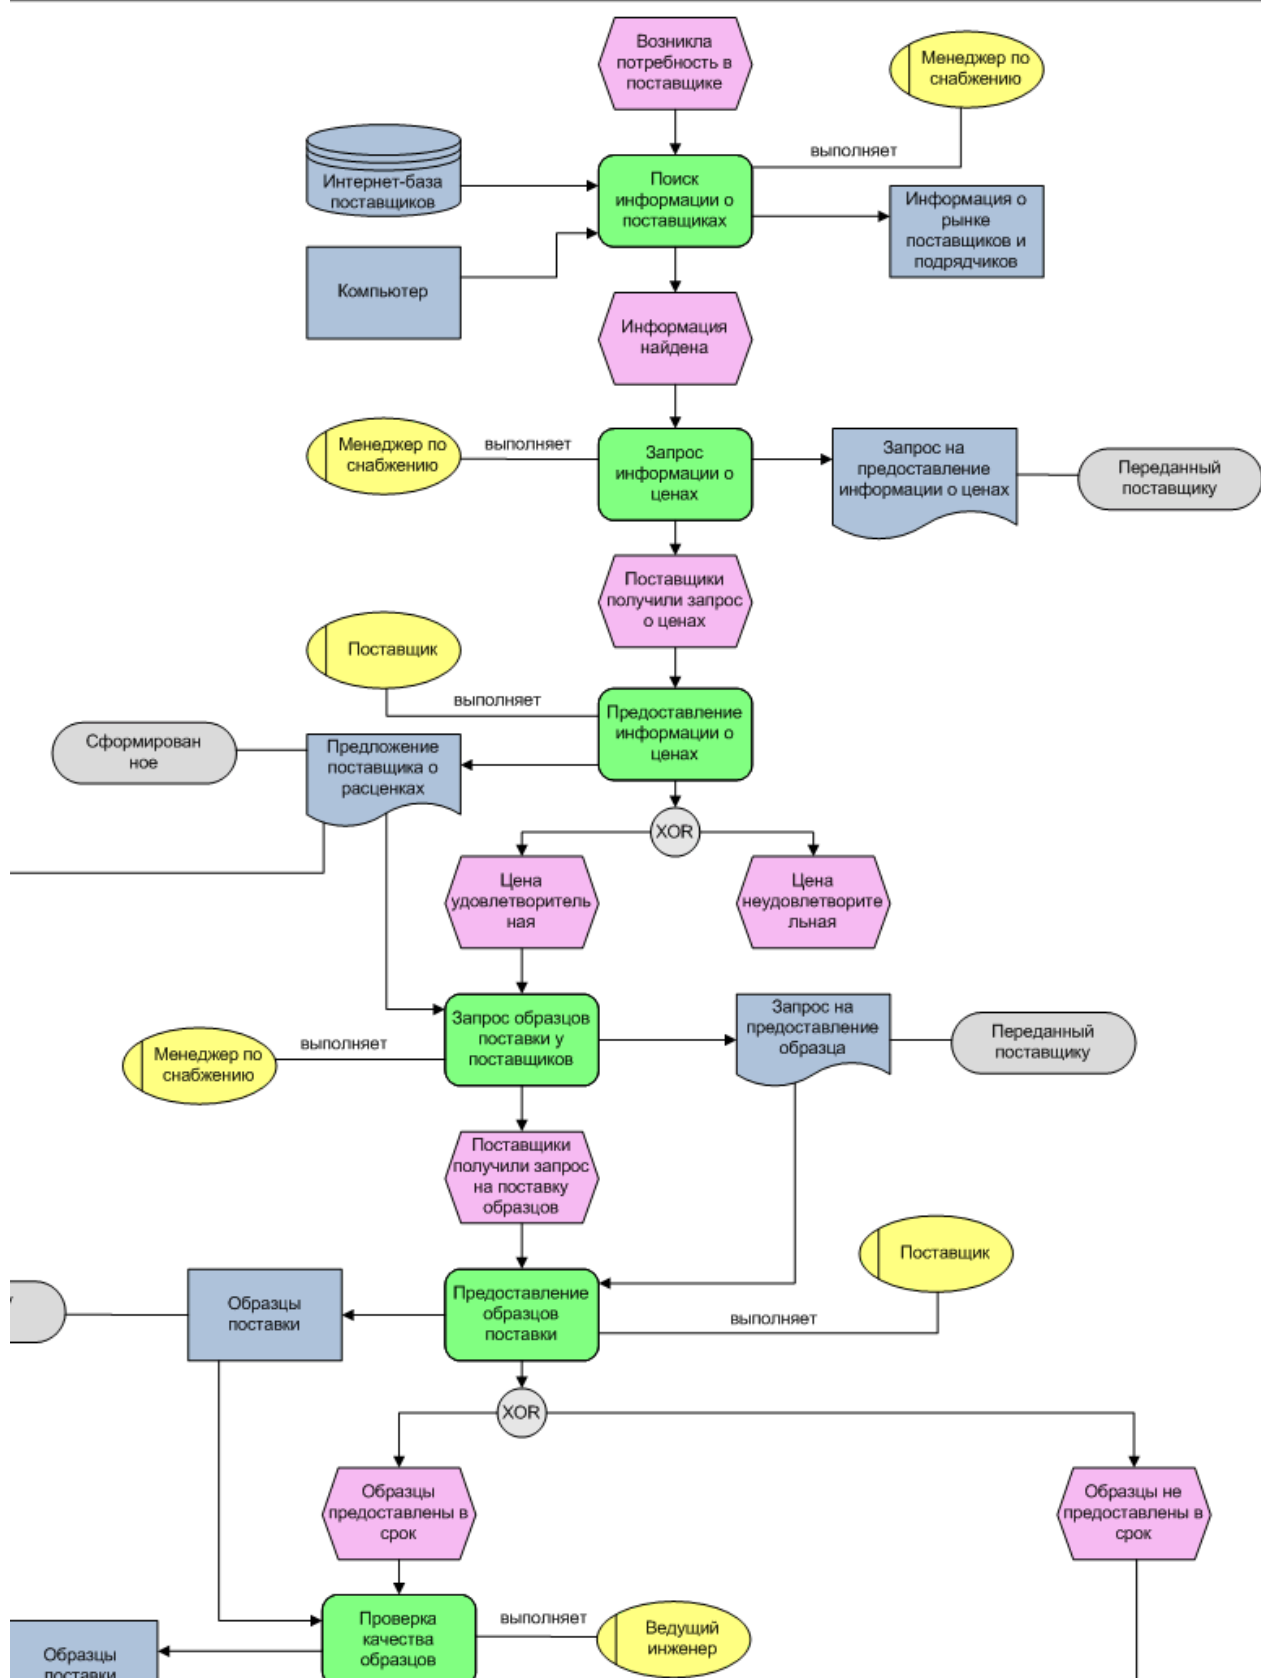 Возникла
потребность в
поставщике
Менеджер по
снабжению
выполняет
Интернет-база
поставщиков
Поиск
информации о
поставщиках
Информация о
рынке
поставщиков и
подрядчиков
Компьютер
Информация
найдена
Менеджер по
снабжению
выполняет
Запрос
информации о
ценах
Запрос на
предоставление
информации о ценах
Переданный
поставщику
Поставщики
получили запрос
о ценах
Поставщик
выполняет
Предоставление
информации о
ценах
Сформирован
ное
Предложение
поставщика о
расценках
XOR
Цена
удовлетворитель
ная
Цена
неудовлетворите
льная
Менеджер по
снабжению
выполняет
Запрос образцов
поставки у
поставщиков
Запрос на
предоставление
образца
Переданный
поставщику
Поставщики
получили запрос
на поставку
образцов
Поставщик
выполняет
Образцы
поставки
Предоставление
образцов
поставки
XOR
Образцы
предоставлены в
срок
Образцы не
предоставлены в
срок
Образцы
поставки
Проверка
качества
образцов
выполняет
Ведущий
инженер